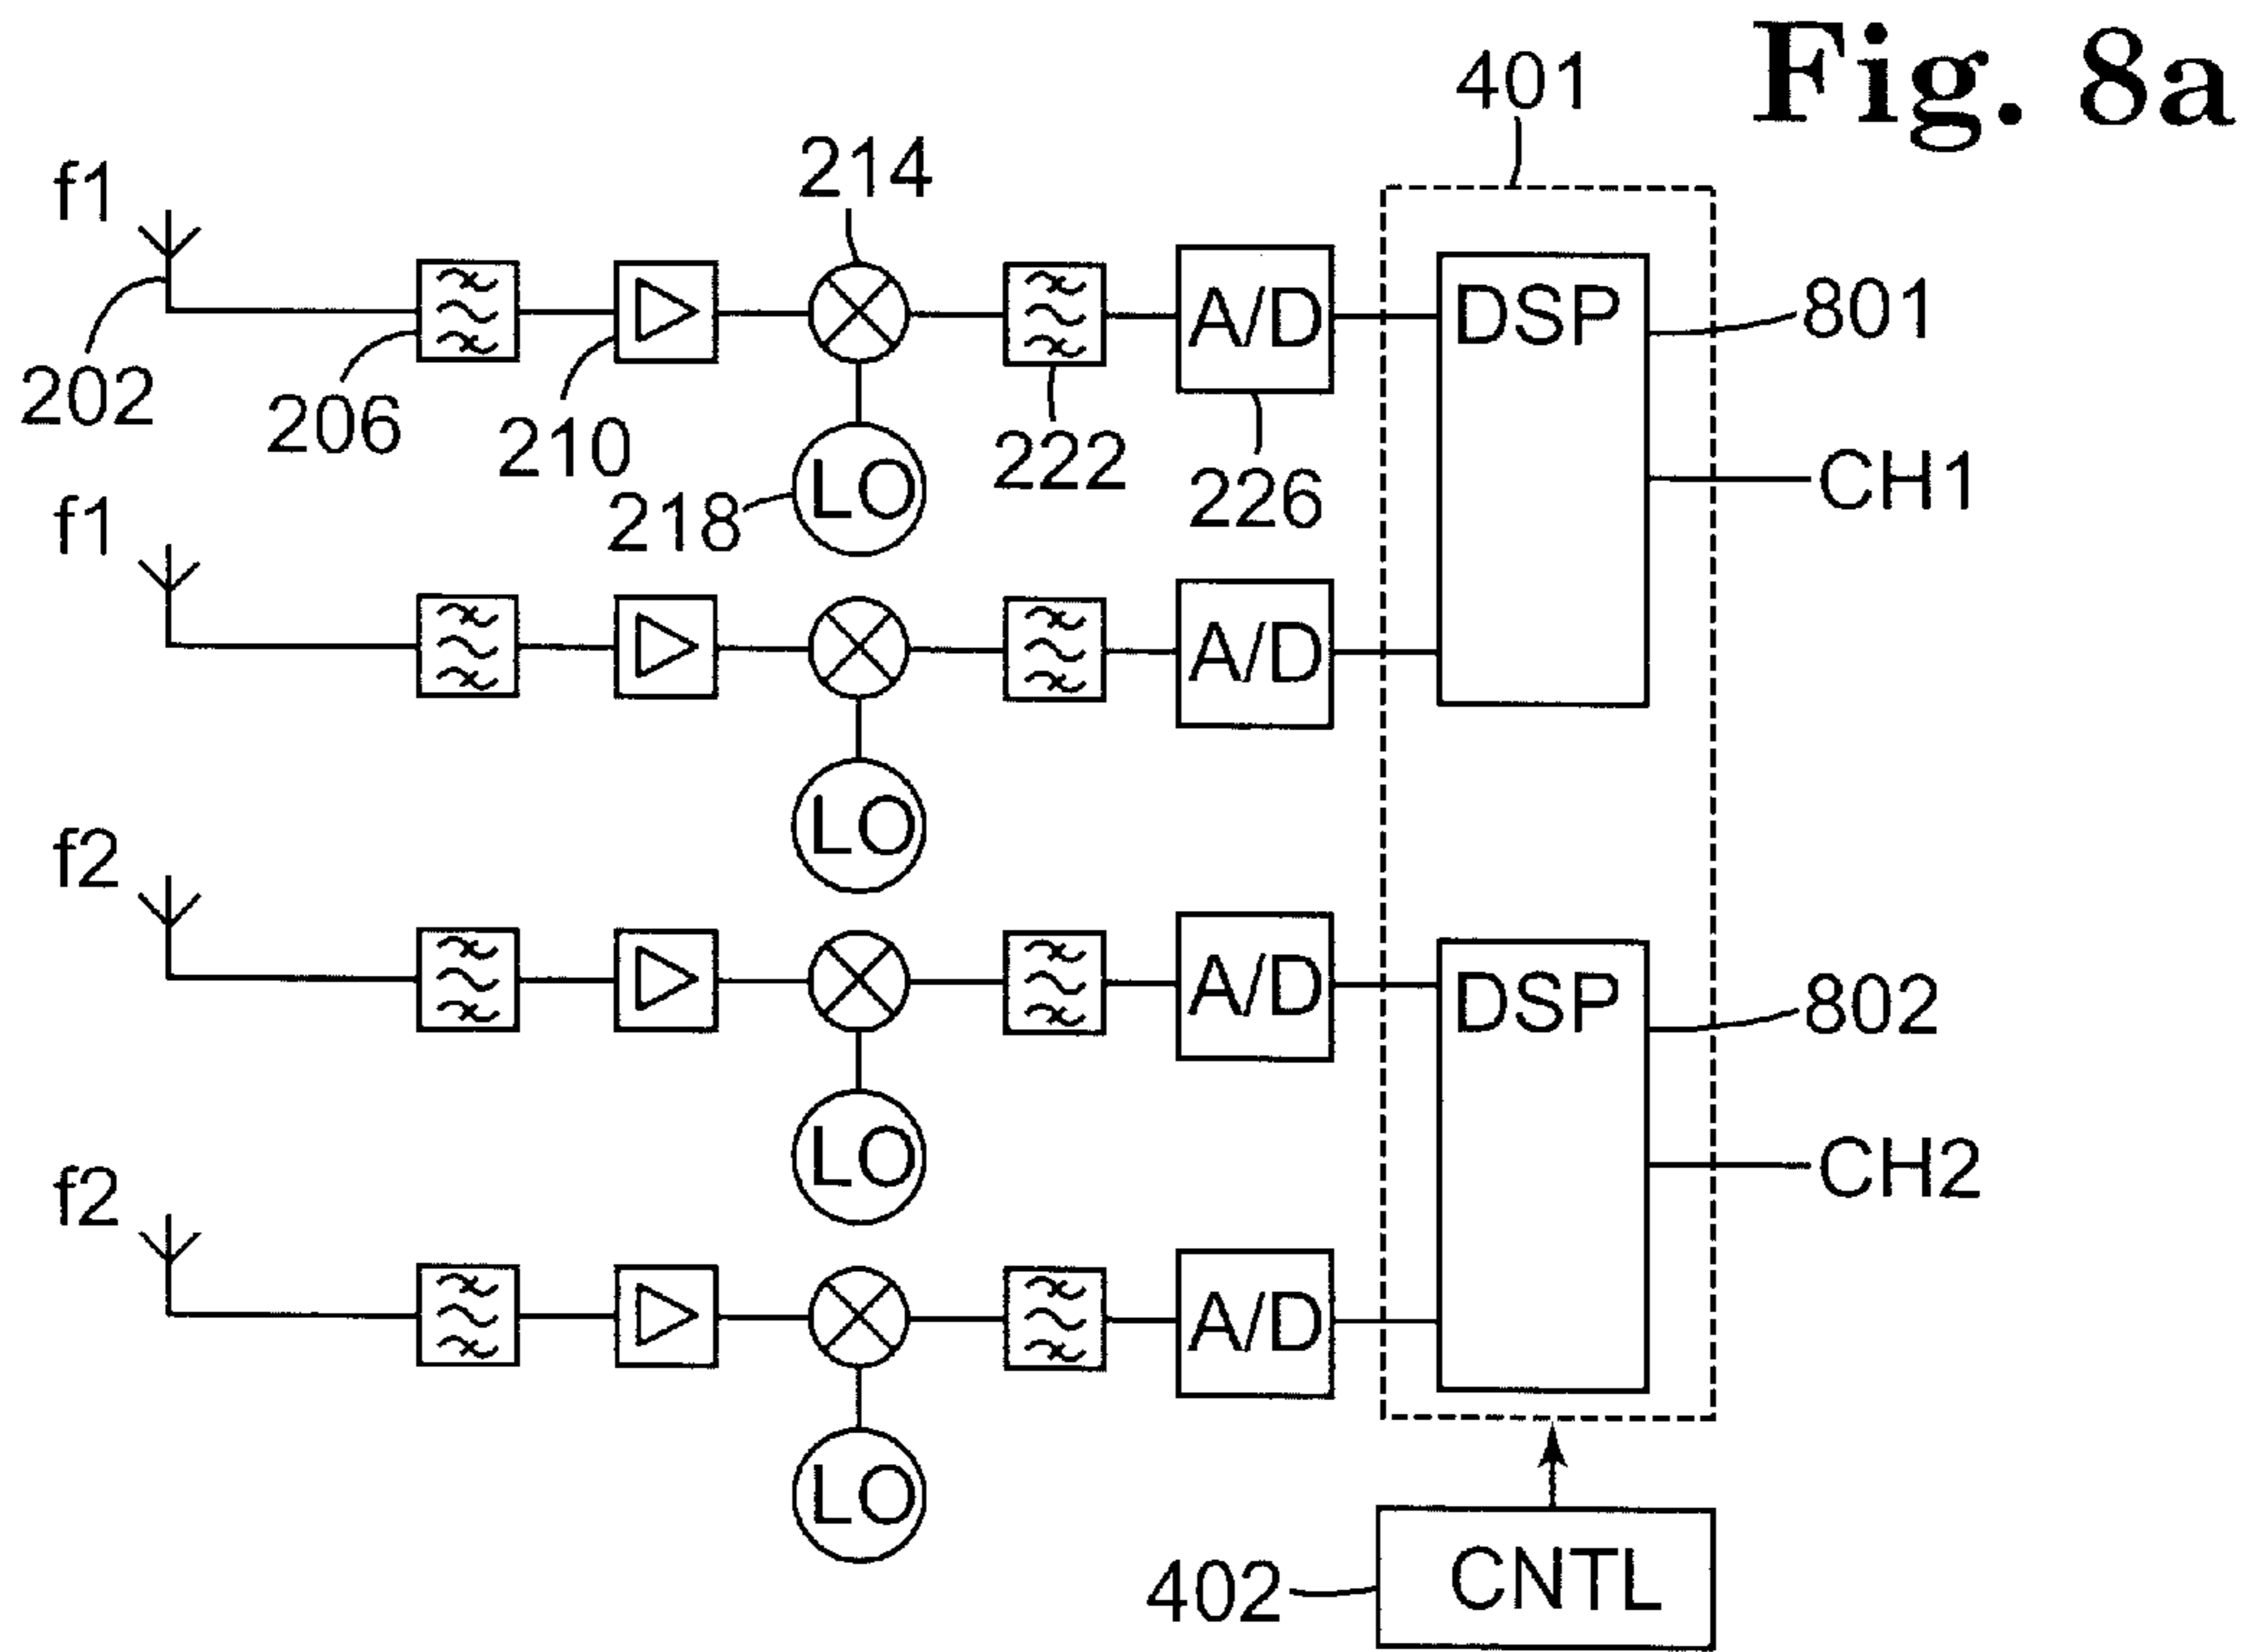 Fig. 8a
401
214
f1
DSP
801
A/D
202
206
210
222
226
CH1
LO
218
f1
A/D
LO
f2
A/D
DSP
802
LO
CH2
f2
A/D
LO
402
CNTL